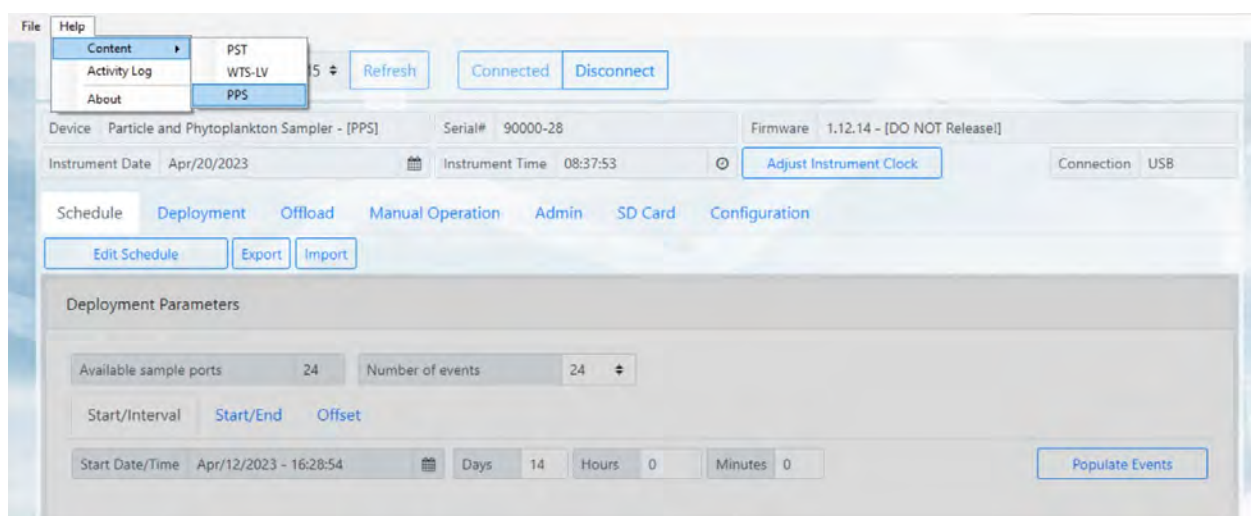 File Help
Content PST
Activity Log WTS-LV
About PPS
15 Refresh Connected Disconnect
Device Particle and Phytoplankton Sampler - [PPS] Serial# 90000-28 Firmware 1.12.14 - [DO NOT Release!]
Instrument Date Apr/20/2023 Instrument Time 08:37:53 Adjust Instrument Clock Connection USB
Schedule Deployment Offload Manual Operation Admin SD Card Configuration
Edit Schedule Export Import
Deployment Parameters
Available sample ports 24 Number of events 24
Start/Interval Start/End Offset
Start Date/Time Apr/12/2023 - 16:28:54 Days 14 Hours 0 Minutes 0 Populate Events